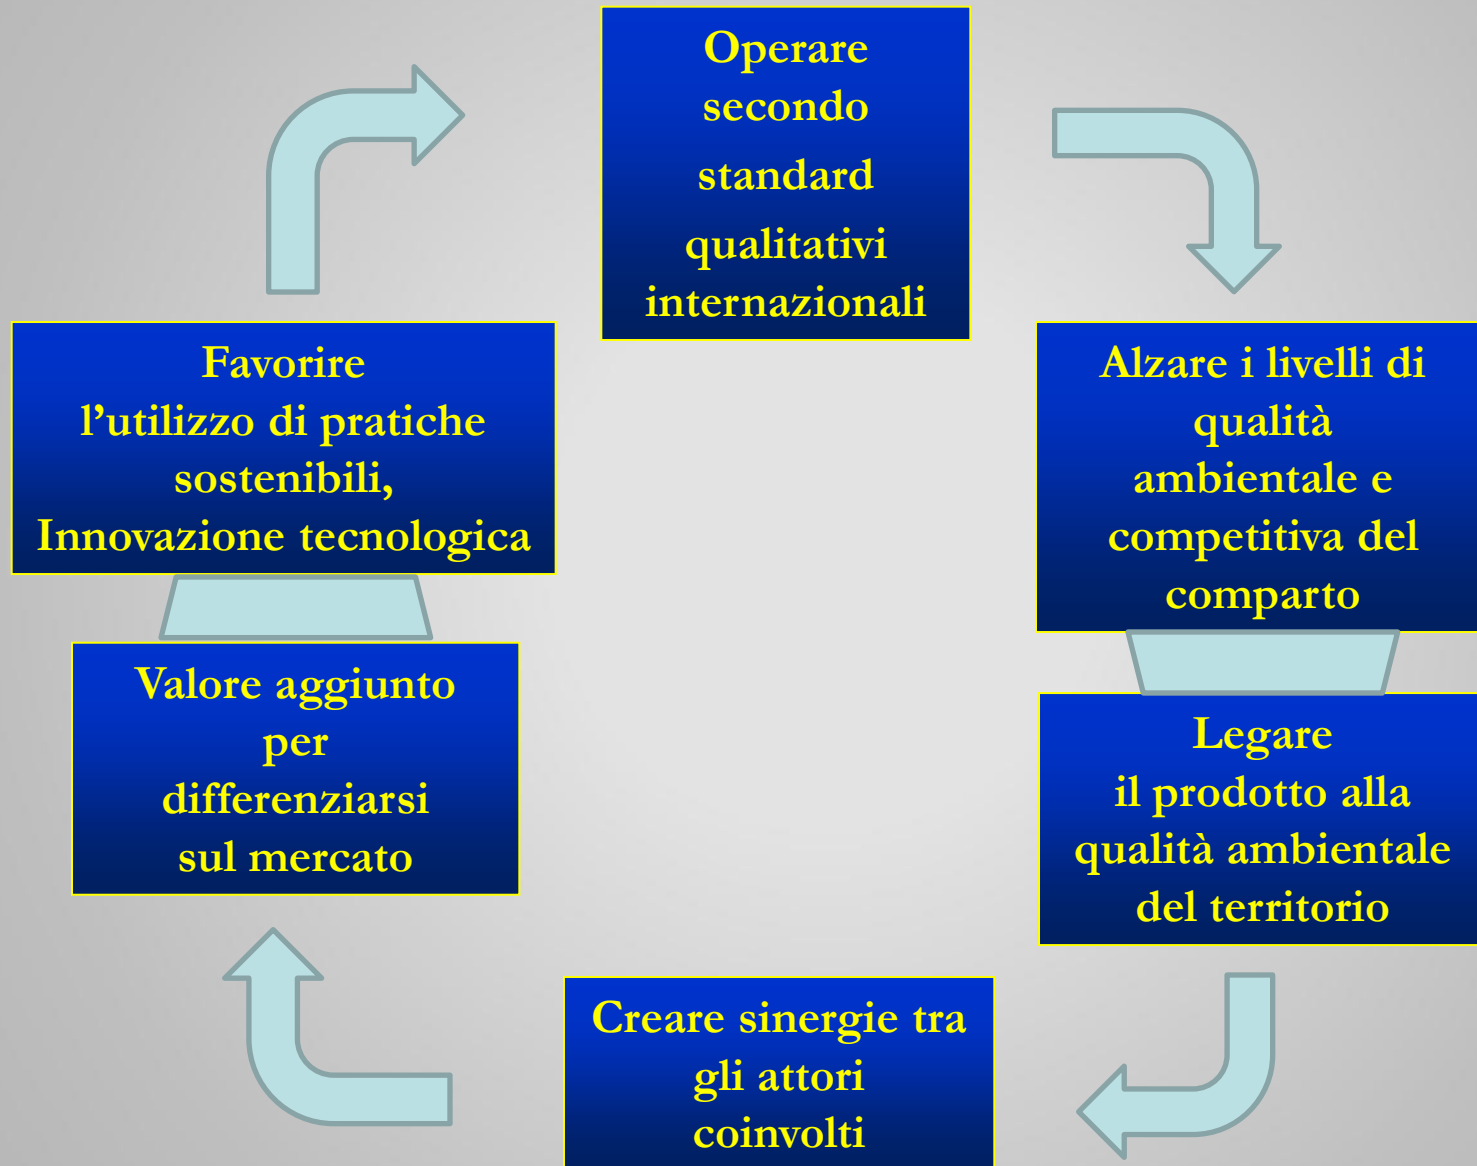 Operare
secondo
standard
qualitativi
internazionali
Alzare i livelli di
qualità
ambientale e
competitiva del
comparto
Legare
il prodotto alla
qualità ambientale
del territorio
Creare sinergie tra
gli attori
coinvolti
Valore aggiunto
per
differenziarsi
sul mercato
Favorire
l’utilizzo di pratiche
sostenibili,
Innovazione tecnologica